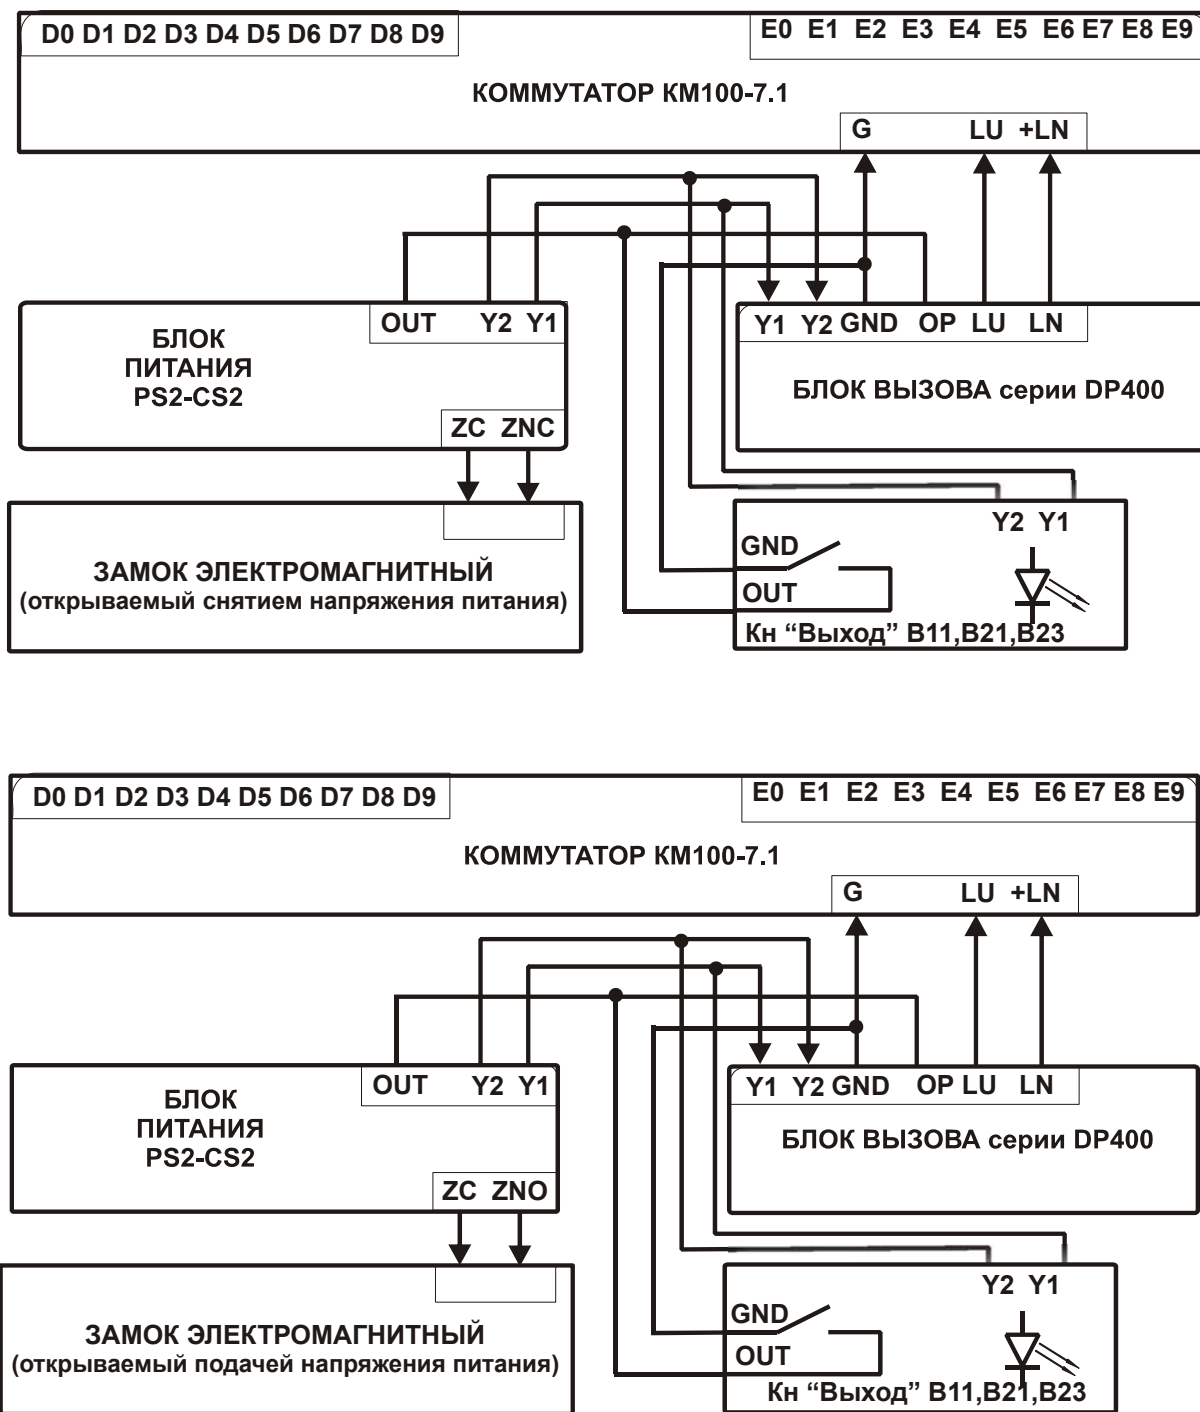 D0 D1 D2 D3 D4 D5 D6 D7 D8 D9
E0 E1 E2 E3 E4 E5 E6 E7 E8 E9
КОММУТАТОР КМ100-7.1
G LU +LN
OUT Y2 Y1
БЛОК
ПИТАНИЯ
PS2-CS2
ZC ZNC
Y1 Y2 GND OP LU LN
БЛОК ВЫЗОВА серии DP400
ЗАМОК ЭЛЕКТРОМАГНИТНЫЙ
(открываемый снятием напряжения питания)
Y2 Y1
GND
OUT
Кн “Выход” В11,В21,В23
D0 D1 D2 D3 D4 D5 D6 D7 D8 D9
E0 E1 E2 E3 E4 E5 E6 E7 E8 E9
КОММУТАТОР КМ100-7.1
G LU +LN
OUT Y2 Y1
БЛОК
ПИТАНИЯ
PS2-CS2
ZC ZNO
Y1 Y2 GND OP LU LN
БЛОК ВЫЗОВА серии DP400
ЗАМОК ЭЛЕКТРОМАГНИТНЫЙ
(открываемый подачей напряжения питания)
Y2 Y1
GND
OUT
Кн “Выход” В11,В21,В23